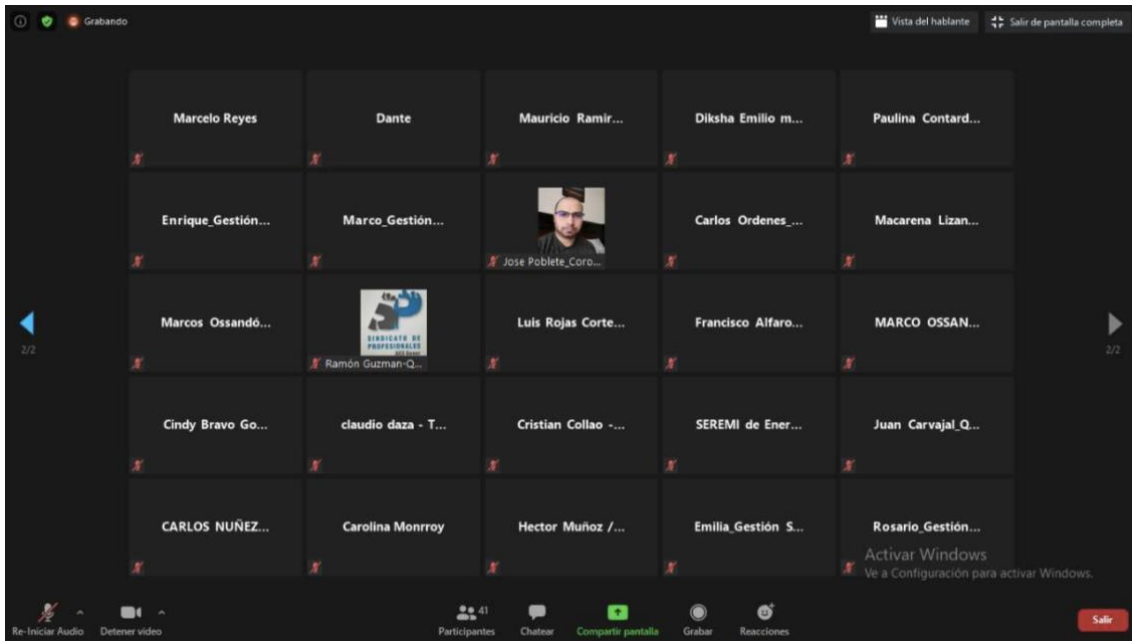 Grabando
Vista del hablante
Salir de pantalla completa
Marcelo Reyes
Dante
Mauricio Ramir...
Diksha Emilio m...
Paulina Contard...
Enrique_Gestión...
Marco_Gestión...
Jose Poblete_Coro...
Carlos Ordenes_...
Macarena Lizan...
Marcos Ossandó...
SP
SINDICATO DE
PROFESIONALES
Ramón Guzman-Q...
Luis Rojas Corte...
Francisco Alfaro...
MARCO OSSAN...
2/2
2/2
Cindy Bravo Go...
claudio daza - T...
Cristian Collao -...
SEREMI de Ener...
Juan Carvajal_Q...
CARLOS NUÑEZ...
Carolina Monrroy
Hector Muñoz /...
Emilia_Gestión S...
Rosario_Gestión...
Activar Windows
Ve a Configuración para activar Windows.
Re-Iniciar Audio
Detener video
41
Participantes
Chatear
Compartir pantalla
Grabar
Reacciones
Salir